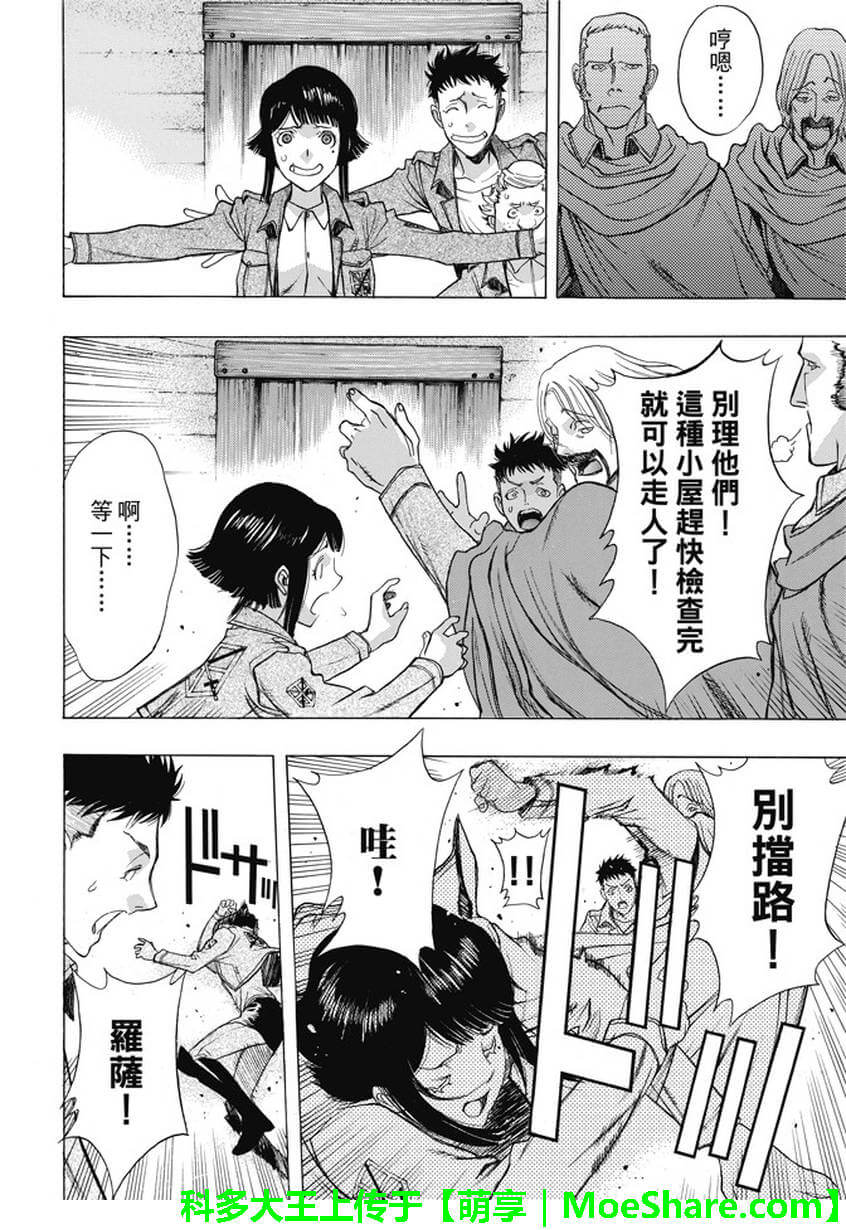 哼嗯……
別理他們！
這種小屋趕快檢查完
就可以走人了！
啊……
等一下……
別擋路！
!!
ドン
哇！
ドサッ
羅薩！
科多大王上传于【萌享｜MoeShare.com】